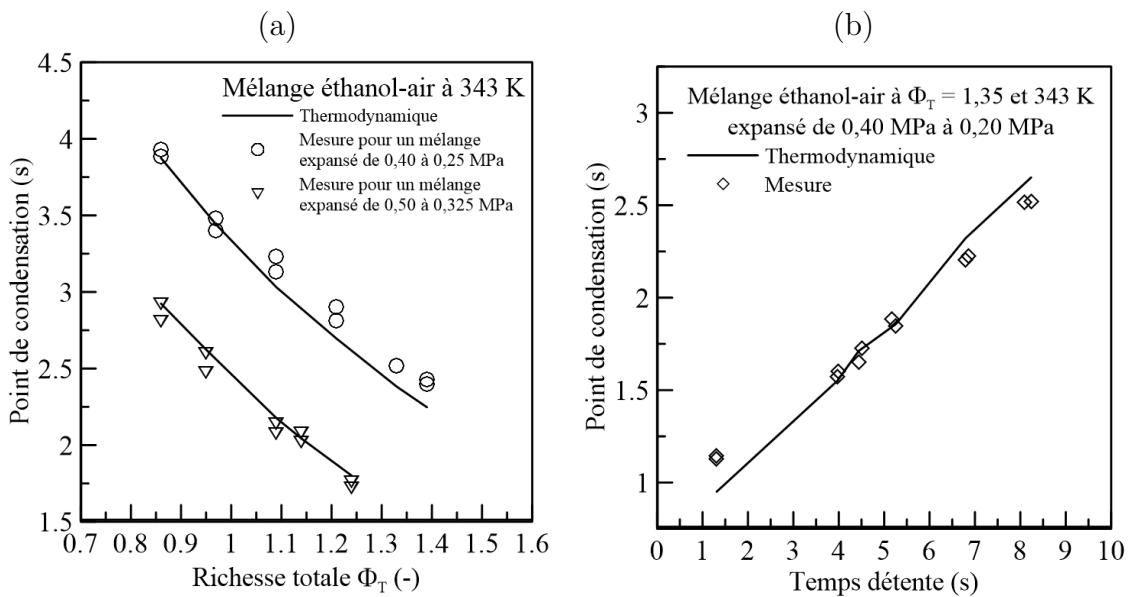 (a)
Point de condensation (s)
4.5
4
3.5
3
2.5
2
1.5
Mélange éthanol-air à 343 K
Thermodynamique
Mesure pour un mélange
expansé de 0,40 à 0,25 MPa
Mesure pour un mélange
expansé de 0,50 à 0,325 MPa
0.7 0.8 0.9 1 1.1 1.2 1.3 1.4 1.5 1.6
Richesse totale Φ_T (-)
(b)
Point de condensation (s)
3
2.5
2
1.5
1
Mélange éthanol-air à Φ_T = 1,35 et 343 K
expansé de 0,40 MPa à 0,20 MPa
Thermodynamique
Mesure
0 1 2 3 4 5 6 7 8 9 10
Temps détente (s)